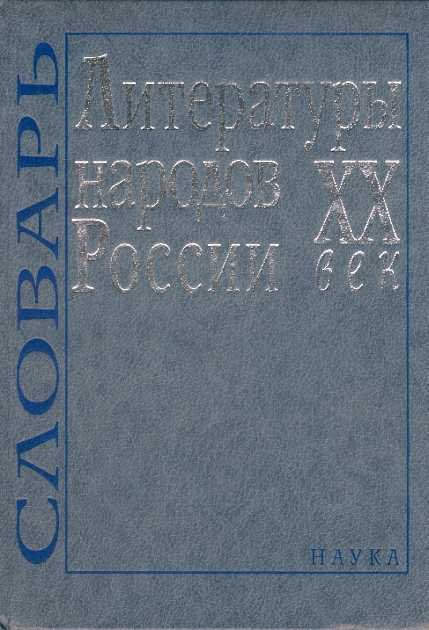 СЛОВАРЬ
Литературы
народов
России
XX
век
НАУКА